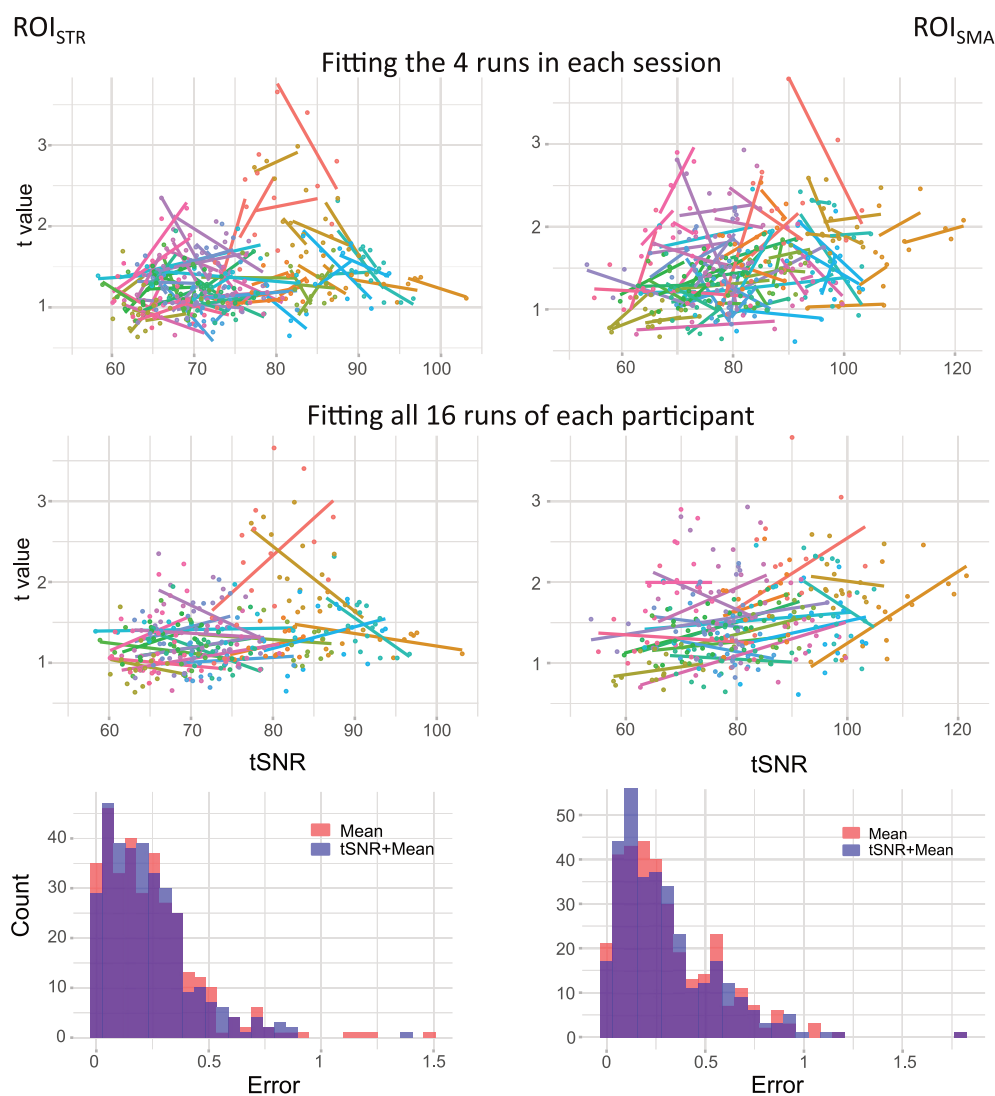 ROISTR
ROISMA
Fitting the 4 runs in each session
t value
3
2
1
60 70 80 90 100
3
2
1
60 80 100 120
Fitting all 16 runs of each participant
t value
3
2
1
60 70 80 90 100
tSNR
3
2
1
60 80 100 120
tSNR
Count
40
30
20
10
0
Mean
tSNR+Mean
0 0.5 1 1.5
Error
50
40
30
20
10
0
Mean
tSNR+Mean
0 0.5 1 1.5
Error